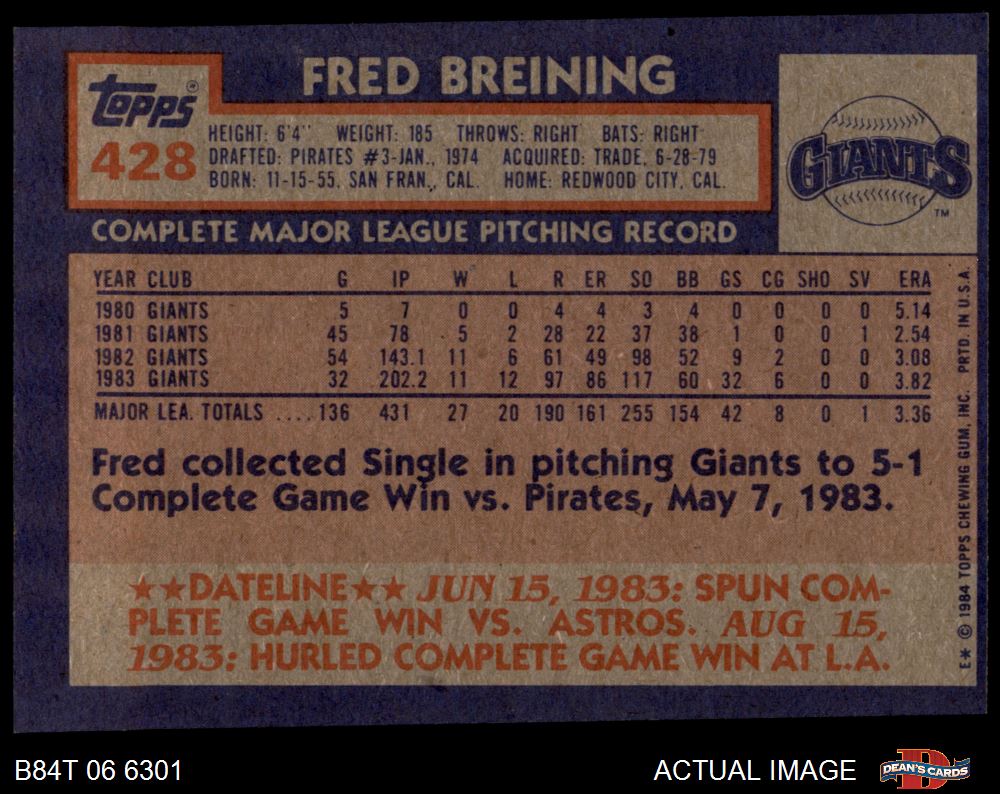 FRED BREINING
Topps®
428
HEIGHT: 6'4" WEIGHT: 185 THROWS: RIGHT BATS: RIGHT
DRAFTED: PIRATES #3-JAN., 1974 ACQUIRED: TRADE, 6-28-79
BORN: 11-15-55, SAN FRAN., CAL. HOME: REDWOOD CITY, CAL.
GIANTS
TM
COMPLETE MAJOR LEAGUE PITCHING RECORD
YEAR CLUB G IP W L R ER SO BB GS CG SHO SV ERA
1980 GIANTS 5 7 0 0 4 4 3 4 0 0 0 0 5.14
1981 GIANTS 45 78 5 2 28 22 37 38 1 0 0 1 2.54
1982 GIANTS 54 143.1 11 6 61 49 98 52 9 2 0 0 3.08
1983 GIANTS 32 202.2 11 12 97 86 117 60 32 6 0 0 3.82
MAJOR LEA. TOTALS ....136 431 27 20 190 161 255 154 42 8 0 1 3.36
Fred collected Single in pitching Giants to 5-1
Complete Game Win vs. Pirates, May 7, 1983.
★★DATELINE★★ JUN 15, 1983: SPUN COM-
PLETE GAME WIN VS. ASTROS. AUG 15,
1983: HURLED COMPLETE GAME WIN AT L.A.
E★ © 1984 TOPPS CHEWING GUM, INC. PRTD. IN U.S.A.
B84T 06 6301
ACTUAL IMAGE
D
DEAN'S CARDS